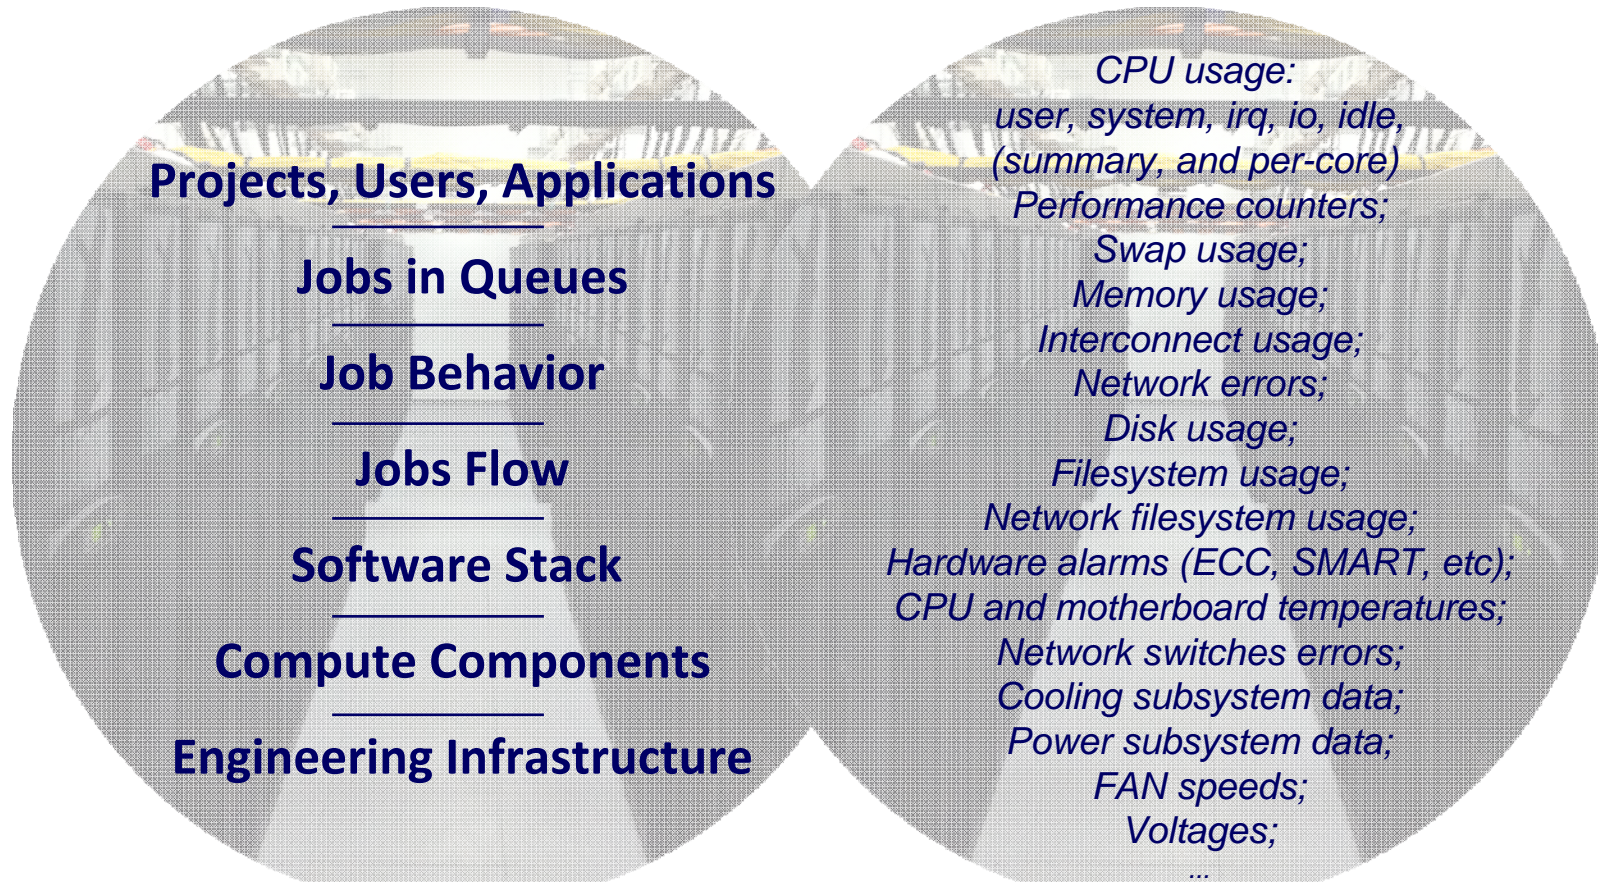 Projects, Users, Applications
Jobs in Queues
Job Behavior
Jobs Flow
Software Stack
Compute Components
Engineering Infrastructure
CPU usage:
user, system, irq, io, idle,
(summary, and per-core)
Performance counters;
Swap usage;
Memory usage;
Interconnect usage;
Network errors;
Disk usage;
Filesystem usage;
Network filesystem usage;
Hardware alarms (ECC, SMART, etc);
CPU and motherboard temperatures;
Network switches errors;
Cooling subsystem data;
Power subsystem data;
FAN speeds;
Voltages;
...